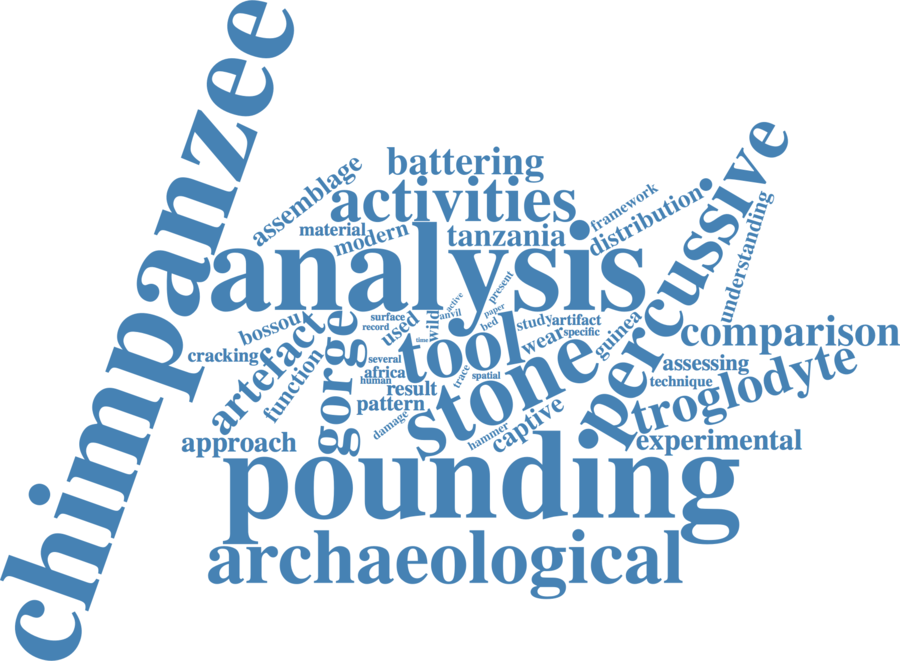 chimpanzee
battering
assemblage
activities
framework
distribution
percussive
understanding
material
modern
tanzania
analysis
present
active
anvil
paper
bed
surface
record
used
wild
time
study
artifact
specific
wear
guinea
bossou
cracking
artefact
function
gorge
tool
stone
several
africa
human
result
pattern
trace
spatial
damage
hammer
captive
comparison
assessing
technique
troglodyte
experimental
approach
pounding
archaeological